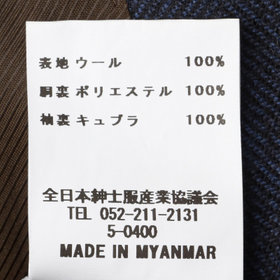 表地 ウール 100%
胴裏 ポリエステル 100%
袖裏 キュプラ 100%
全日本紳士服産業協議会
TEL 052-211-2131
5-0400
MADE IN MYANMAR